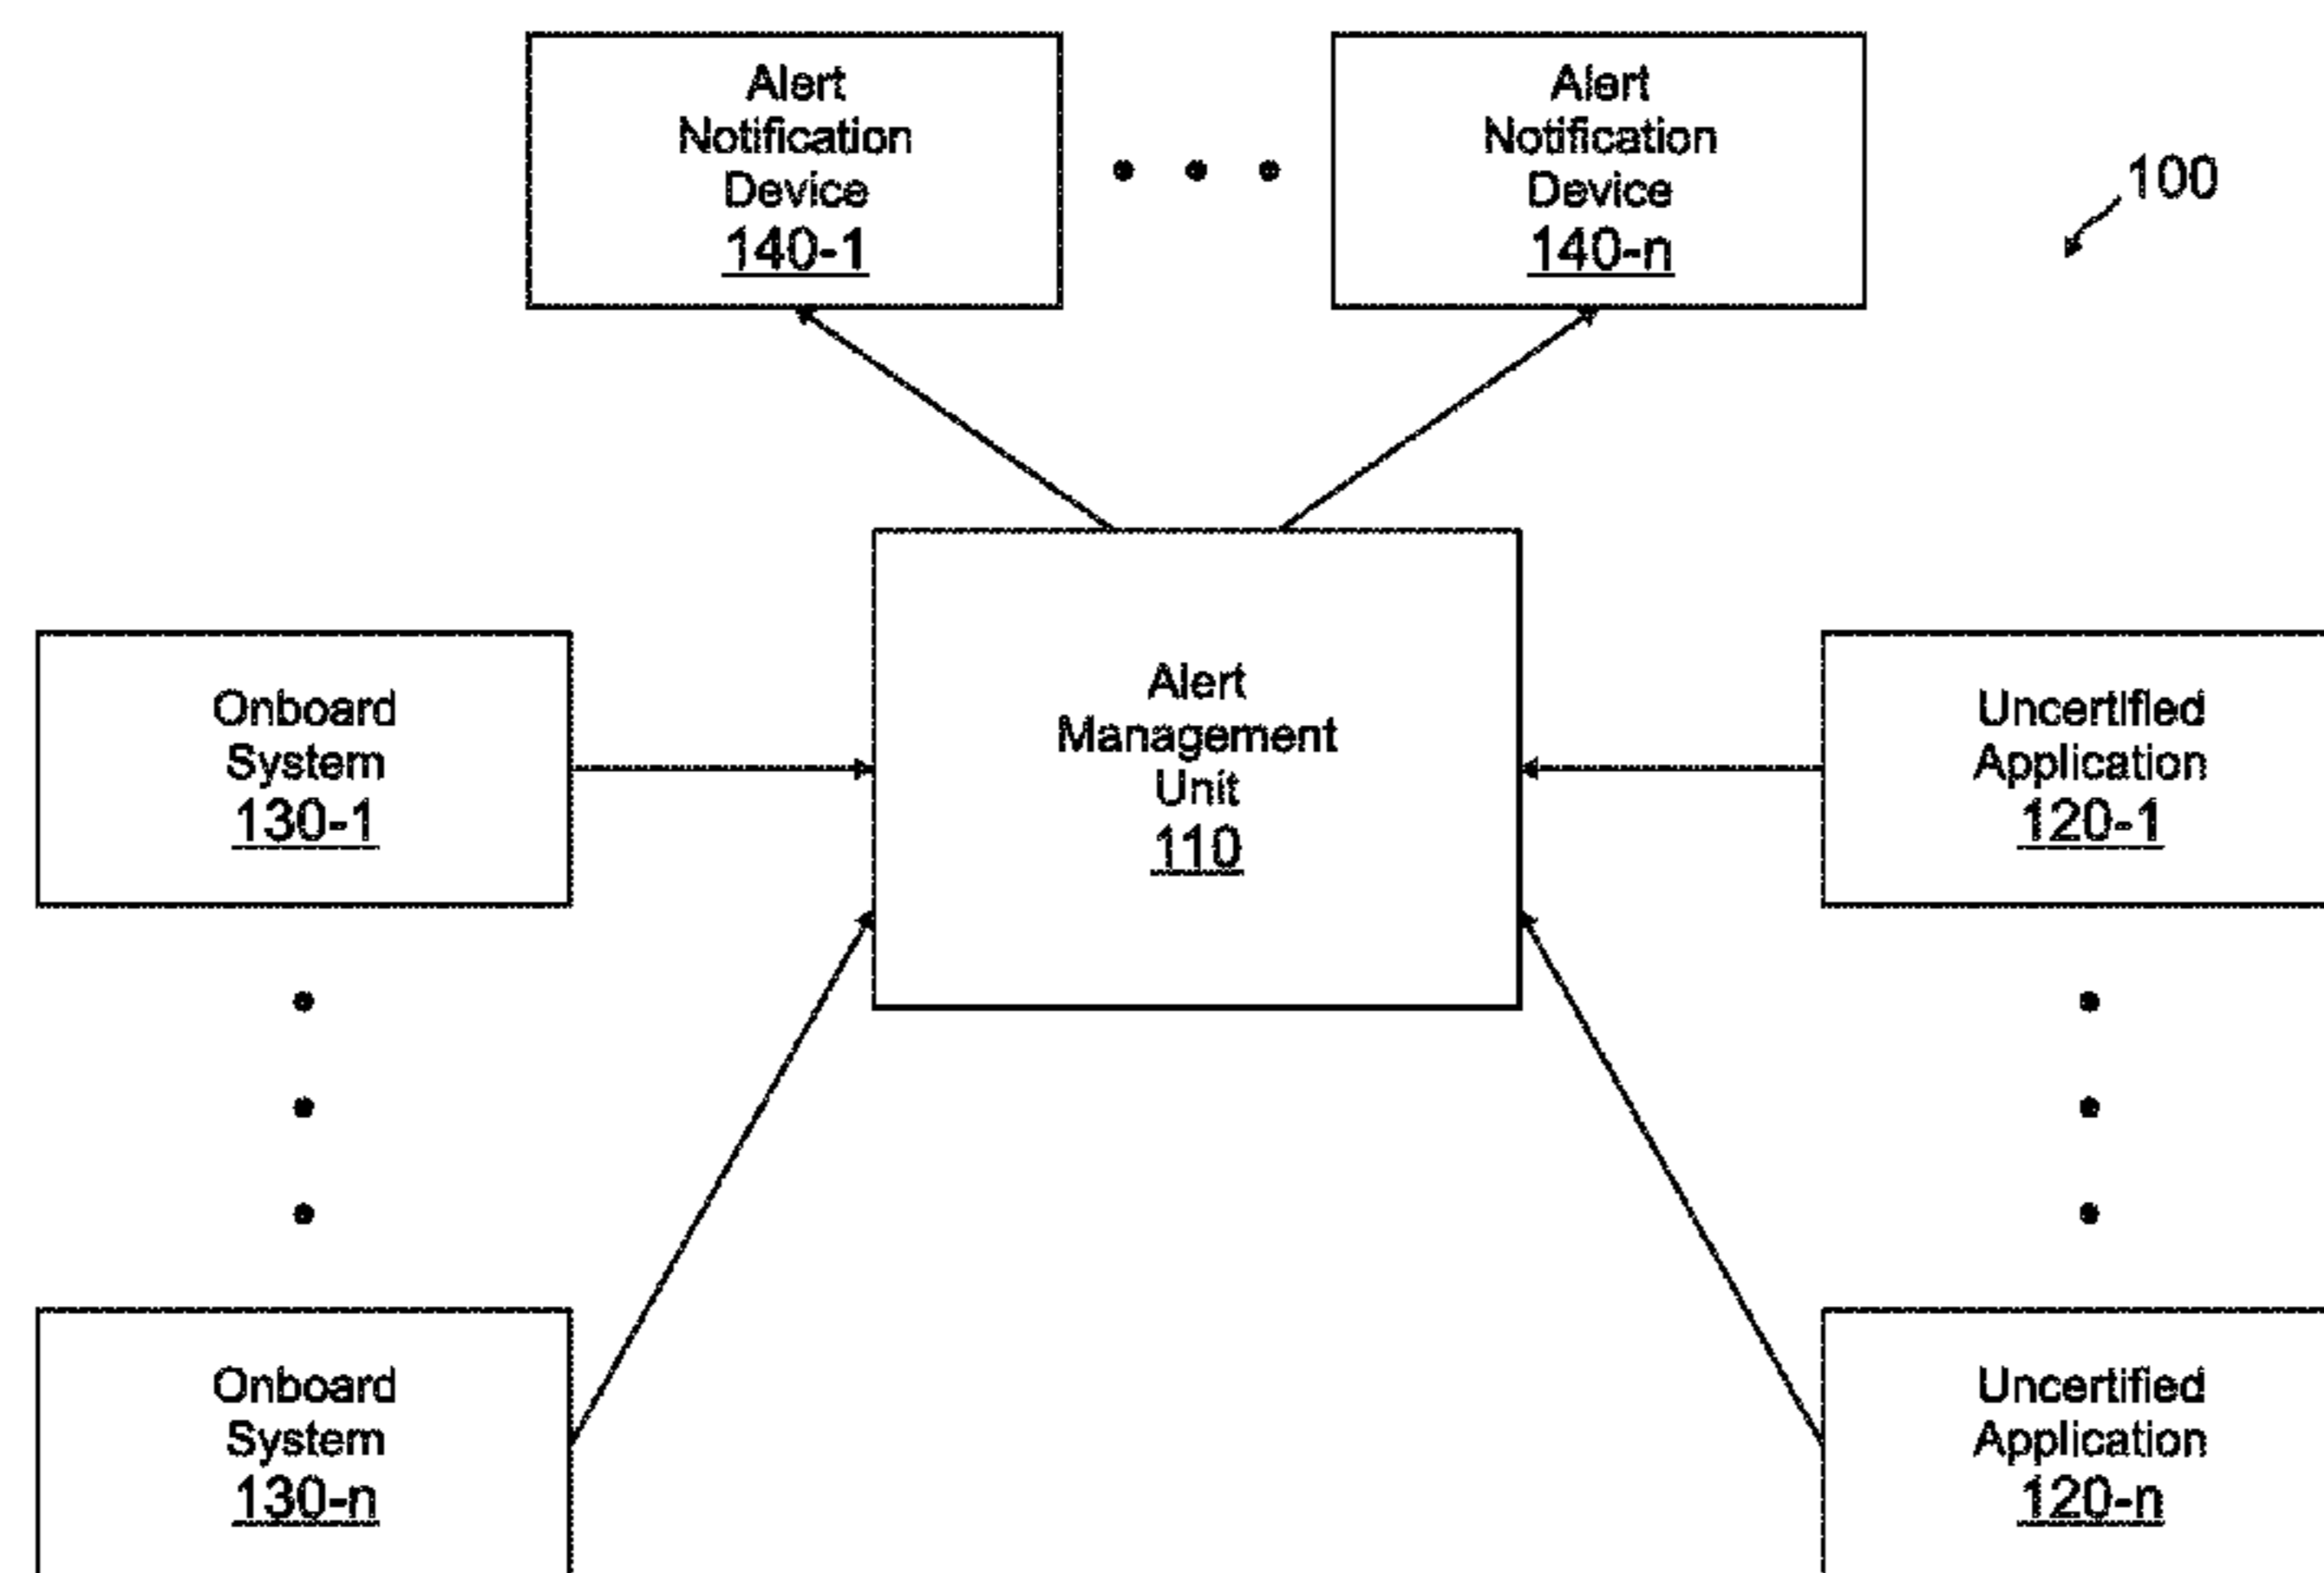 Alert
Notification
Device
140-1
Alert
Notification
Device
140-n
100
Onboard
System
130-1
Alert
Management
Unit
110
Uncertified
Application
120-1
Onboard
System
130-n
Uncertified
Application
120-n